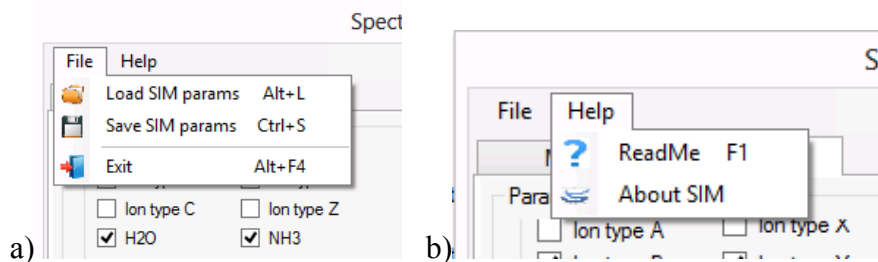 Spect
File Help
Load SIM params Alt+L
Save SIM params Ctrl+S
Exit Alt+F4
Ion type C Ion type Z
H2O NH3
a)
S
File Help
ReadMe F1
About SIM
Para
Ion type A Ion type X
b)